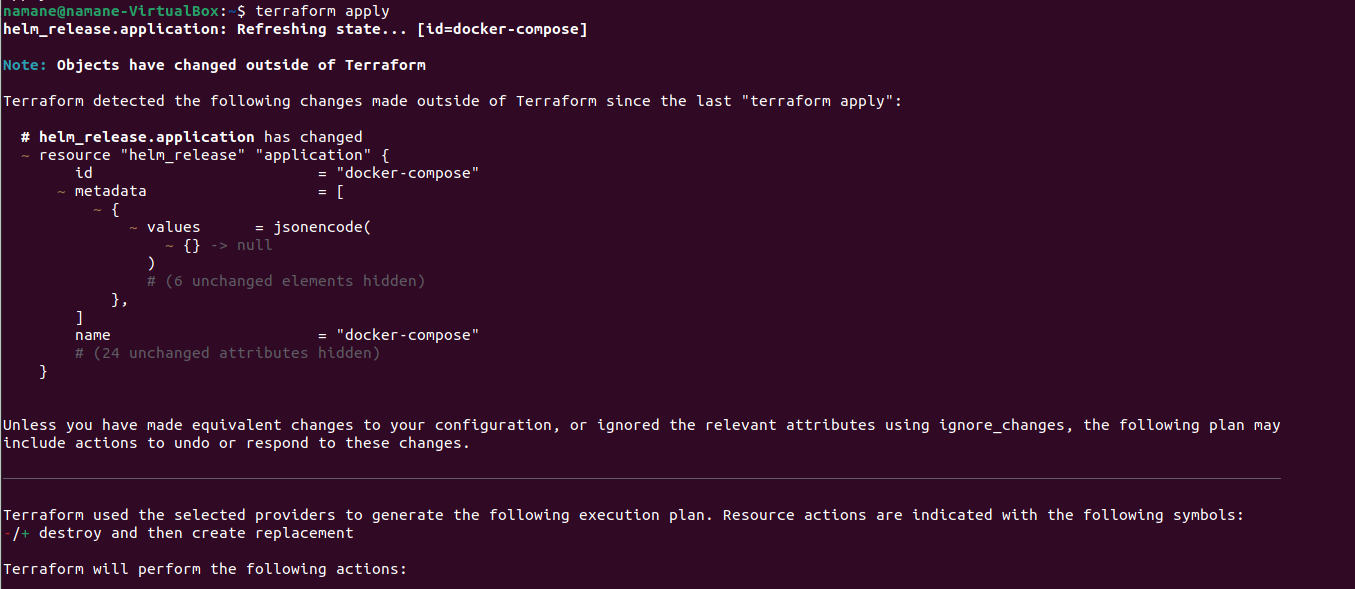 namane@namane-VirtualBox:~$ terraform apply
helm_release.application: Refreshing state... [id=docker-compose]
Note: Objects have changed outside of Terraform
Terraform detected the following changes made outside of Terraform since the last "terraform apply":
# helm_release.application has changed
~ resource "helm_release" "application" {
id = "docker-compose"
~ metadata = [
~ {
~ values = jsonencode(
~ {} -> null
)
# (6 unchanged elements hidden)
},
]
name = "docker-compose"
# (24 unchanged attributes hidden)
}
Unless you have made equivalent changes to your configuration, or ignored the relevant attributes using ignore_changes, the following plan may
include actions to undo or respond to these changes.
Terraform used the selected providers to generate the following execution plan. Resource actions are indicated with the following symbols:
-/+ destroy and then create replacement
Terraform will perform the following actions: